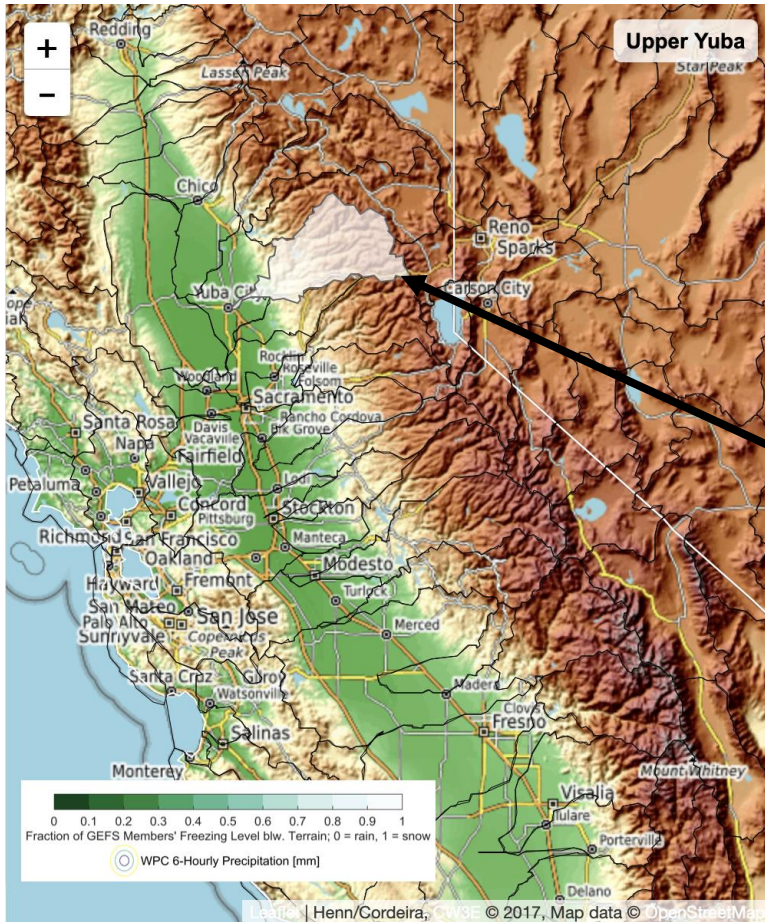 Redding
+
−
Lassen Peak
Upper Yuba
Star Peak
Chico
Reno
Sparks
Yuba City
Carson City
Rocklin
Roseville
Woodland
Folsom
Sacramento
Santa Rosa
Davis
Rancho Cordova
Napa
Vacaville
Elk Grove
Fairfield
Petaluma
Vallejo
Lodi
Concord
Stockton
Pittsburg
Richmond
San Francisco
Manteca
Oakland
Modesto
Hayward
Fremont
Turlock
San Mateo
San Jose
Palo Alto
Merced
Sunnyvale
Copernicus
Peak
Santa Cruz
Gilroy
Madera
Watsonville
Clovis
Fresno
Salinas
Monterey
Mount Whitney
Visalia
Tulare
Porterville
Delano
0 0.1 0.2 0.3 0.4 0.5 0.6 0.7 0.8 0.9 1
Fraction of GEFS Members' Freezing Level blw. Terrain; 0 = rain, 1 = snow
WPC 6-Hourly Precipitation [mm]
Leaflet | Henn/Cordeira, CW3E © 2017, Map data © OpenStreetMap